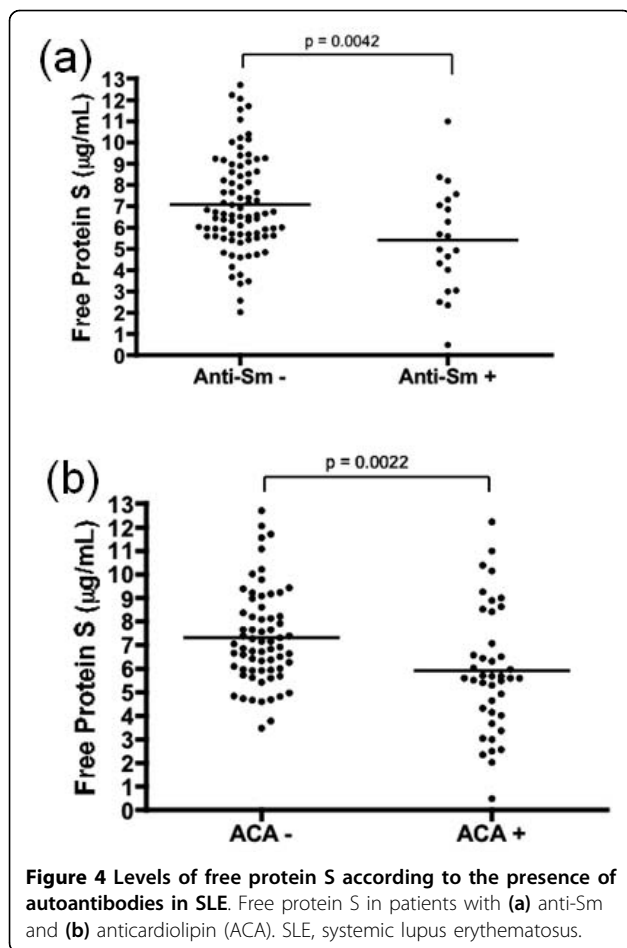 (a)
p = 0.0042
Free Protein S (μg/mL)
13
12
11
10
9
8
7
6
5
4
3
2
1
0
Anti-Sm - Anti-Sm +
(b)
p = 0.0022
Free Protein S (μg/mL)
13
12
11
10
9
8
7
6
5
4
3
2
1
0
ACA - ACA +
Figure 4 Levels of free protein S according to the presence of
autoantibodies in SLE. Free protein S in patients with (a) anti-Sm
and (b) anticardiolipin (ACA). SLE, systemic lupus erythematosus.